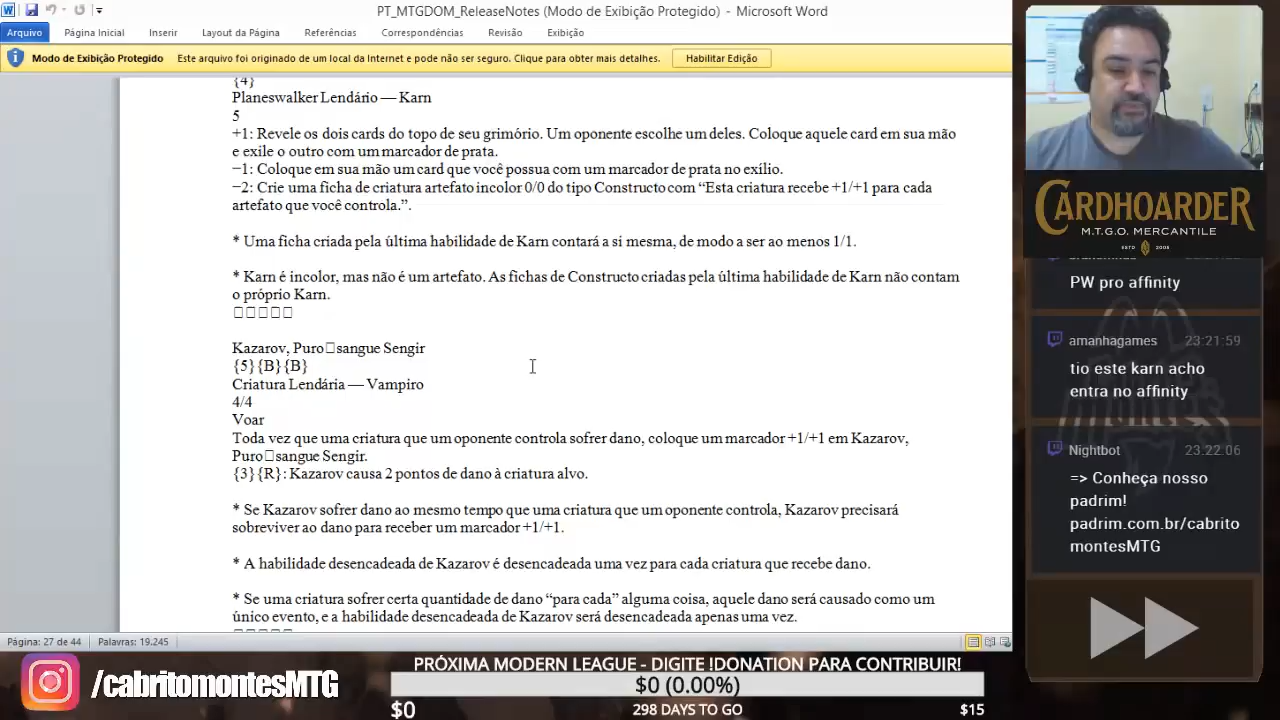 PT_MTGDOM_ReleaseNotes (Modo de Exibição Protegido) - Microsoft Word
Arquivo Página Inicial Inserir Layout da Página Referências Correspondências Revisão Exibição
Modo de Exibição Protegido Este arquivo foi originado de um local da Internet e pode não ser seguro. Clique para obter mais detalhes. Habilitar Edição
{4}
Planeswalker Lendário — Karn
5
+1: Revele os dois cards do topo de seu grimório. Um oponente escolhe um deles. Coloque aquele card em sua mão
e exile o outro com um marcador de prata.
−1: Coloque em sua mão um card que você possua com um marcador de prata no exílio.
−2: Crie uma ficha de criatura artefato incolor 0/0 do tipo Constructo com “Esta criatura recebe +1/+1 para cada
artefato que você controla.”.
* Uma ficha criada pela última habilidade de Karn contará a si mesma, de modo a ser ao menos 1/1.
* Karn é incolor, mas não é um artefato. As fichas de Constructo criadas pela última habilidade de Karn não contam
o próprio Karn.
□□□□□
Kazarov, Puro□sangue Sengir
{5}{B}{B}
Criatura Lendária — Vampiro
4/4
Voar
Toda vez que uma criatura que um oponente controla sofrer dano, coloque um marcador +1/+1 em Kazarov,
Puro□sangue Sengir.
{3}{R}: Kazarov causa 2 pontos de dano à criatura alvo.
* Se Kazarov sofrer dano ao mesmo tempo que uma criatura que um oponente controla, Kazarov precisará
sobreviver ao dano para receber um marcador +1/+1.
* A habilidade desencadeada de Kazarov é desencadeada uma vez para cada criatura que recebe dano.
* Se uma criatura sofrer certa quantidade de dano “para cada” alguma coisa, aquele dano será causado como um
único evento, e a habilidade desencadeada de Kazarov será desencadeada apenas uma vez.
Página: 27 de 44 Palavras: 19.245
CARDHOARDER
M.T.G.O. MERCANTILE
ESTD 2008
PW pro affinity
amanhagames 23:21:59
tio este karn acho
entra no affinity
Nightbot 23:22:06
=> Conheça nosso
padrim!
padrim.com.br/cabrito
montesMTG
/cabritomontesMTG
PRÓXIMA MODERN LEAGUE - DIGITE !DONATION PARA CONTRIBUIR!
$0 (0.00%)
$0 298 DAYS TO GO $15